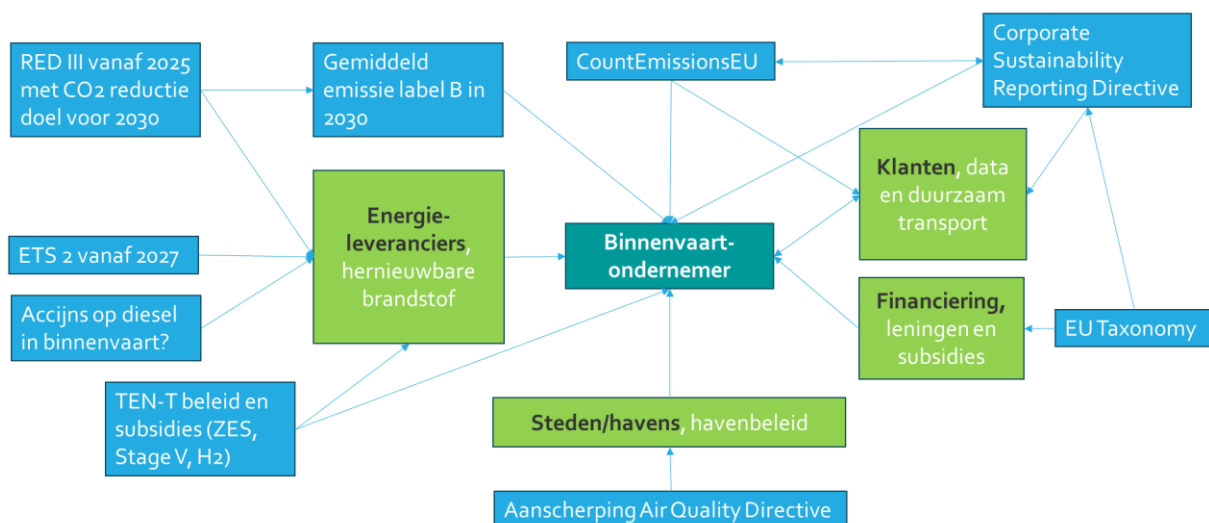 RED III vanaf 2025
met CO2 reductie
doel voor 2030
Gemiddeld
emissie label B in
2030
CountEmissionsEU
Corporate
Sustainability
Reporting Directive
Klanten, data
en duurzaam
transport
Energie-
leveranciers,
hernieuwbare
brandstof
Binnenvaart-
ondernemer
ETS 2 vanaf 2027
Accijns op diesel
in binnenvaart?
Financiering,
leningen en
subsidies
EU Taxonomy
TEN-T beleid en
subsidies (ZES,
Stage V, H2)
Steden/havens, havenbeleid
Aanscherping Air Quality Directive